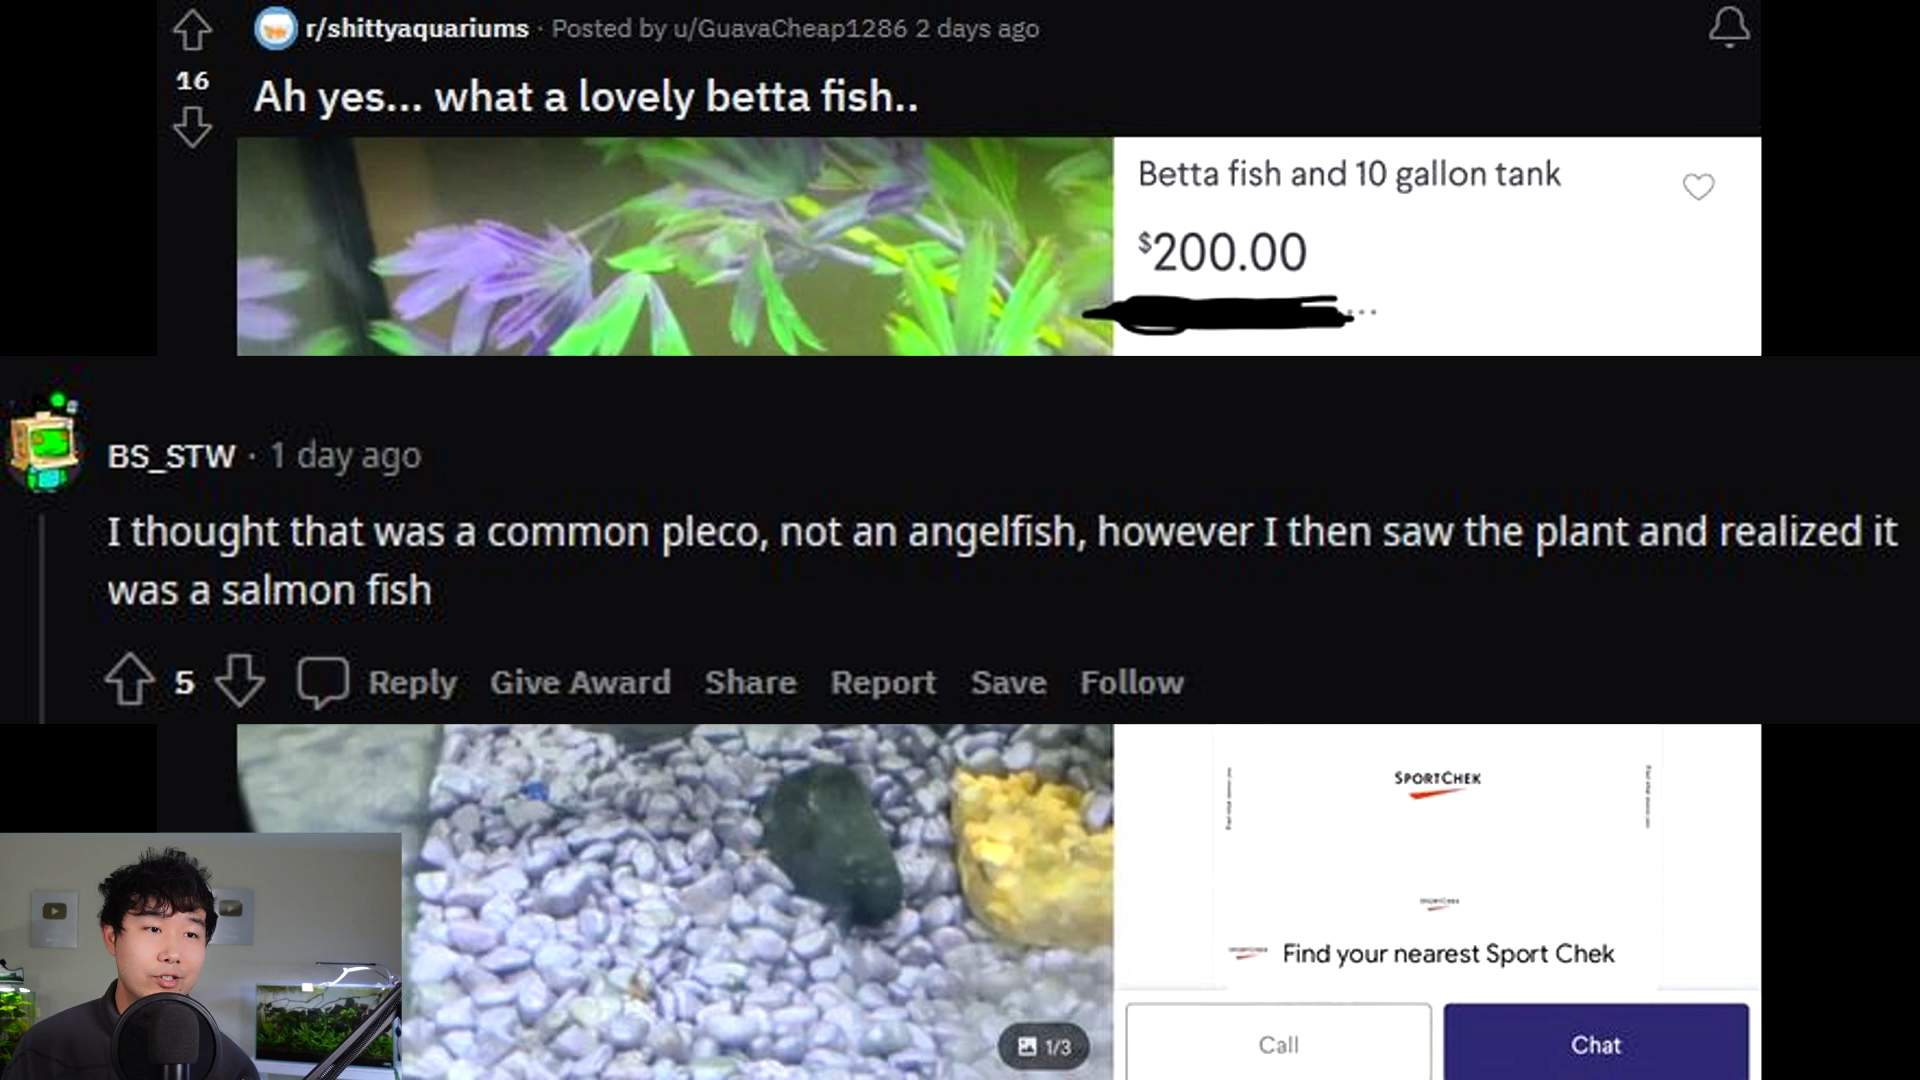 r/shittyaquariums · Posted by u/GuavaCheap1286 2 days ago
16
Ah yes... what a lovely betta fish..
Betta fish and 10 gallon tank
$200.00
BS_STW · 1 day ago
I thought that was a common pleco, not an angelfish, however I then saw the plant and realized it
was a salmon fish
5 Reply Give Award Share Report Save Follow
SPORTCHEK
SPORTCHEK
SPORTCHEK Find your nearest Sport Chek
1/3
Call
Chat